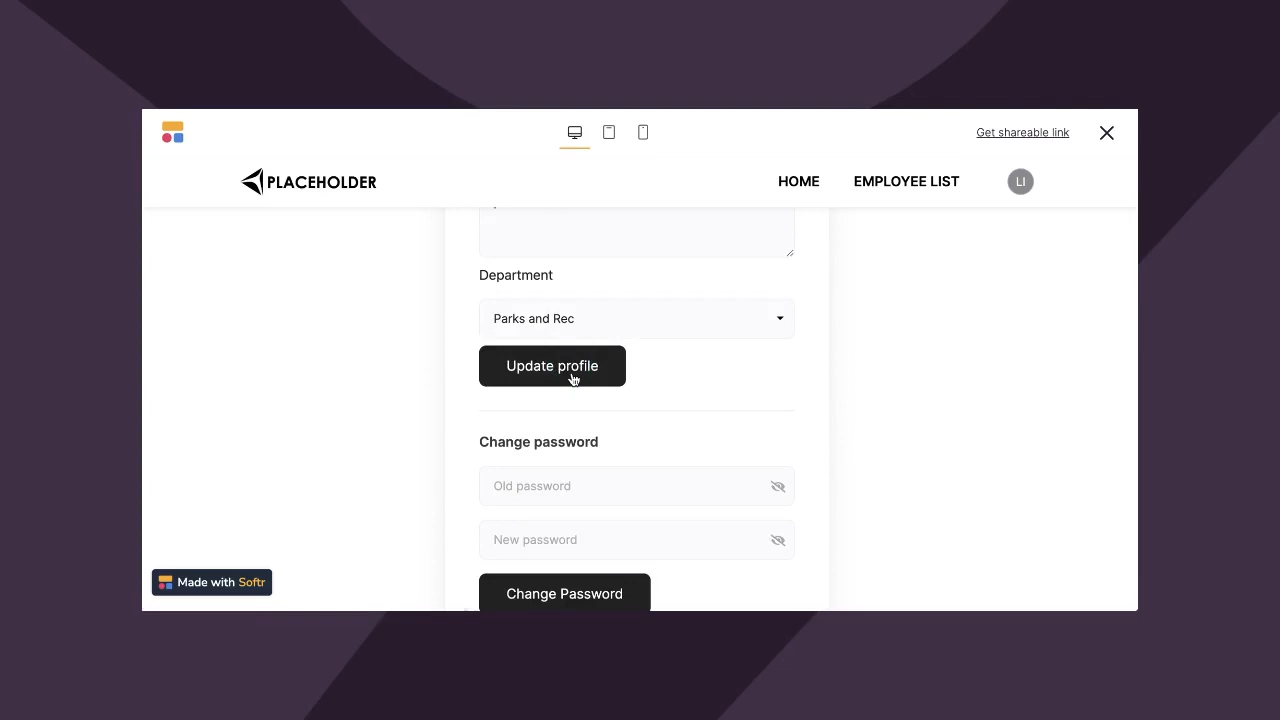 Get shareable link
PLACEHOLDER
HOME
EMPLOYEE LIST
LI
Department
Parks and Rec
Update profile
Change password
Old password
New password
Made with Softr
Change Password